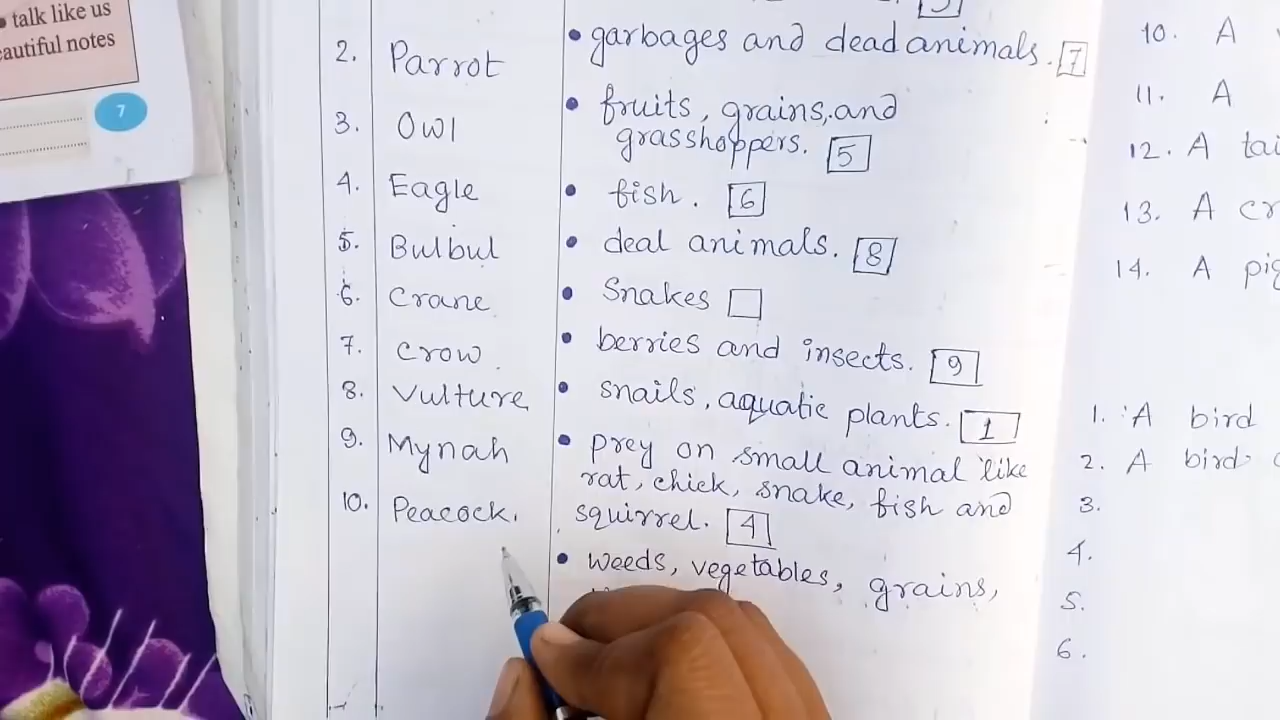 talk like us
eautiful notes
7
2. Parrot
3. Owl
4. Eagle
5. Bulbul
6. Crane
7. Crow.
8. Vulture
9. Mynah
10. Peacock.
• garbages and dead animals. 7
• fruits, grains, and
grasshoppers. 5
• fish. 6
• deal animals. 8
• Snakes
• berries and insects. 9
• snails, aquatic plants. 1
• prey on small animal like
rat, chick, snake, fish and
squirrel. 4
• weeds, vegetables, grains,
10. A
11. A
12. A tai
13. A cr
14. A pig
1. A bird
2. A bird
3.
4.
5.
6.